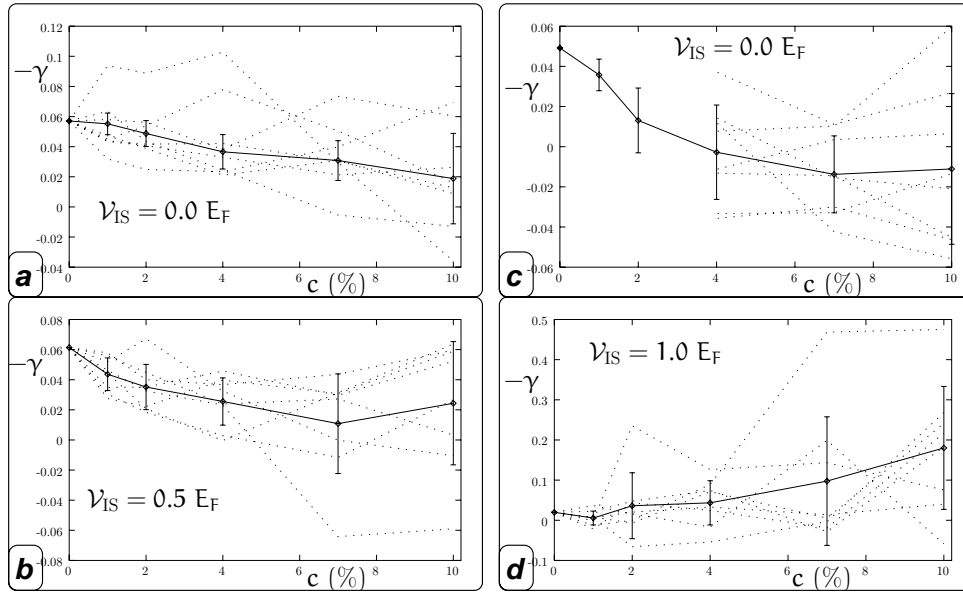 0.12
0.1
0.08
−γ
0.06
0.04
0.02
0
-0.02
-0.04
𝒱IS = 0.0 EF
a
0 2 4 6 8 10
c (%)
0.06
0.04
−γ
0.02
0
-0.02
-0.04
-0.06
𝒱IS = 0.0 EF
c
0 2 4 6 8 10
c (%)
0.08
0.06
−γ
0.04
0.02
0
-0.02
-0.04
-0.06
-0.08
𝒱IS = 0.5 EF
b
0 2 4 6 8 10
c (%)
0.5
0.4
−γ
0.3
0.2
0.1
0
-0.1
𝒱IS = 1.0 EF
d
0 2 4 6 8 10
c (%)